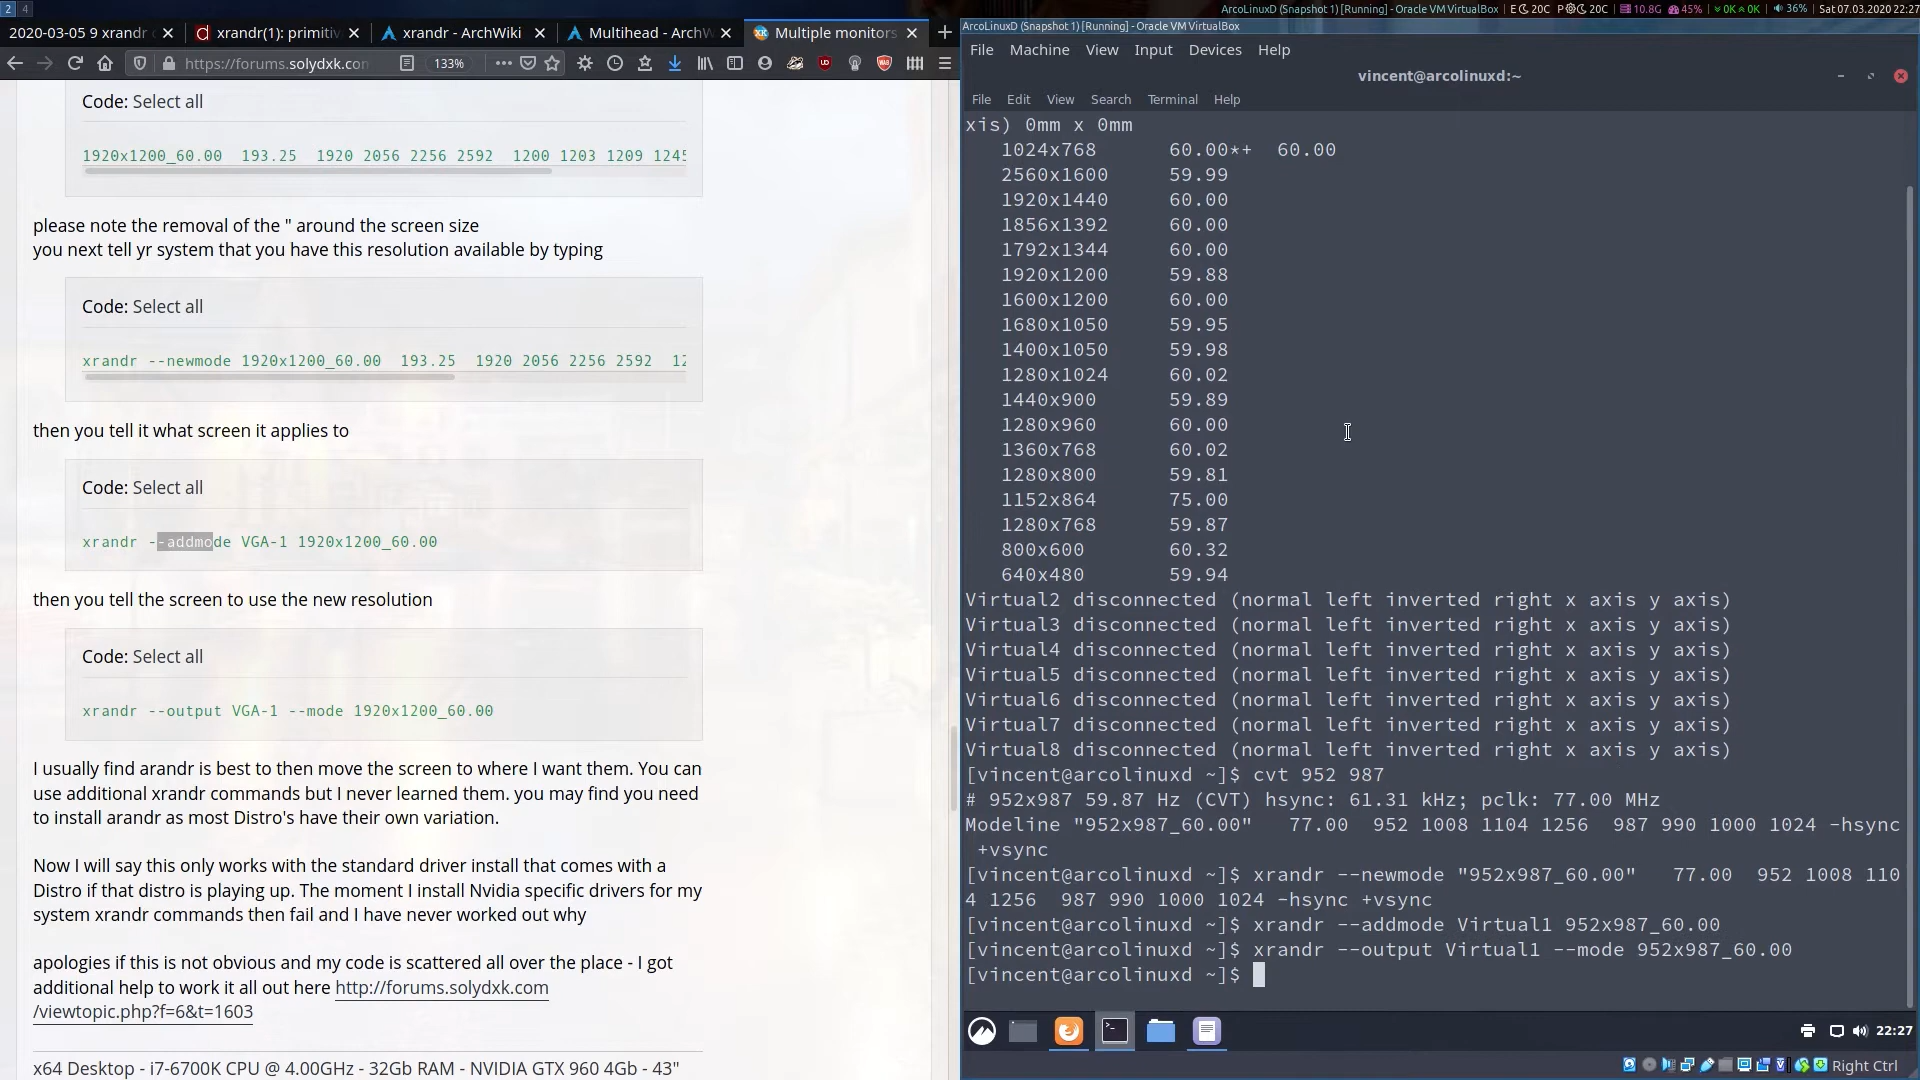 2 4
ArcoLinuxD (Snapshot 1) [Running] - Oracle VM VirtualBox E 20C P 20C 10.8G 45% 0K 0K 36% Sat 07.03.2020 22:27
2020-03-05 9 xrandr
xrandr(1): primitiv
xrandr - ArchWiki
Multihead - ArchW
Multiple monitors
https://forums.solydxk.com
133%
Code: Select all
1920x1200_60.00 193.25 1920 2056 2256 2592 1200 1203 1209 1245
please note the removal of the " around the screen size
you next tell yr system that you have this resolution available by typing
Code: Select all
xrandr --newmode 1920x1200_60.00 193.25 1920 2056 2256 2592 12
then you tell it what screen it applies to
Code: Select all
xrandr --addmode VGA-1 1920x1200_60.00
then you tell the screen to use the new resolution
Code: Select all
xrandr --output VGA-1 --mode 1920x1200_60.00
I usually find arandr is best to then move the screen to where I want them. You can
use additional xrandr commands but I never learned them. you may find you need
to install arandr as most Distro's have their own variation.
Now I will say this only works with the standard driver install that comes with a
Distro if that distro is playing up. The moment I install Nvidia specific drivers for my
system xrandr commands then fail and I have never worked out why
apologies if this is not obvious and my code is scattered all over the place - I got
additional help to work it all out here http://forums.solydxk.com
/viewtopic.php?f=6&t=1603
x64 Desktop - i7-6700K CPU @ 4.00GHz - 32Gb RAM - NVIDIA GTX 960 4Gb - 43"
ArcoLinuxD (Snapshot 1) [Running] - Oracle VM VirtualBox
File Machine View Input Devices Help
vincent@arcolinuxd:~
File Edit View Search Terminal Help
xis) 0mm x 0mm
1024x768 60.00*+ 60.00
2560x1600 59.99
1920x1440 60.00
1856x1392 60.00
1792x1344 60.00
1920x1200 59.88
1600x1200 60.00
1680x1050 59.95
1400x1050 59.98
1280x1024 60.02
1440x900 59.89
1280x960 60.00
1360x768 60.02
1280x800 59.81
1152x864 75.00
1280x768 59.87
800x600 60.32
640x480 59.94
Virtual2 disconnected (normal left inverted right x axis y axis)
Virtual3 disconnected (normal left inverted right x axis y axis)
Virtual4 disconnected (normal left inverted right x axis y axis)
Virtual5 disconnected (normal left inverted right x axis y axis)
Virtual6 disconnected (normal left inverted right x axis y axis)
Virtual7 disconnected (normal left inverted right x axis y axis)
Virtual8 disconnected (normal left inverted right x axis y axis)
[vincent@arcolinuxd ~]$ cvt 952 987
# 952x987 59.87 Hz (CVT) hsync: 61.31 kHz; pclk: 77.00 MHz
Modeline "952x987_60.00" 77.00 952 1008 1104 1256 987 990 1000 1024 -hsync
+vsync
[vincent@arcolinuxd ~]$ xrandr --newmode "952x987_60.00" 77.00 952 1008 110
4 1256 987 990 1000 1024 -hsync +vsync
[vincent@arcolinuxd ~]$ xrandr --addmode Virtual1 952x987_60.00
[vincent@arcolinuxd ~]$ xrandr --output Virtual1 --mode 952x987_60.00
[vincent@arcolinuxd ~]$
22:27
Right Ctrl